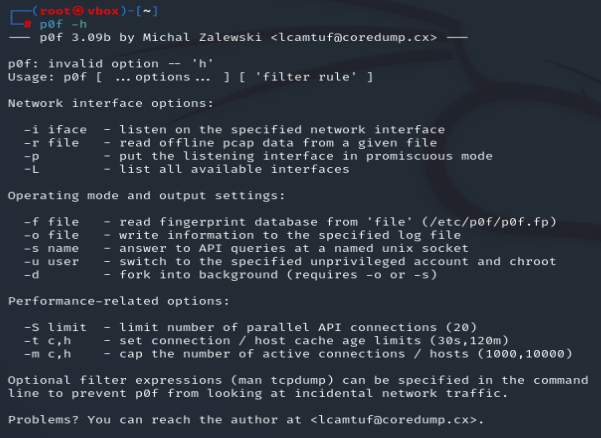 ┌──(root㉿vbox)-[~]
└─# p0f -h
─── p0f 3.09b by Michal Zalewski <lcamtuf@coredump.cx> ───
p0f: invalid option -- 'h'
Usage: p0f [ ...options... ] [ 'filter rule' ]
Network interface options:
-i iface - listen on the specified network interface
-r file - read offline pcap data from a given file
-p - put the listening interface in promiscuous mode
-L - list all available interfaces
Operating mode and output settings:
-f file - read fingerprint database from 'file' (/etc/p0f/p0f.fp)
-o file - write information to the specified log file
-s name - answer to API queries at a named unix socket
-u user - switch to the specified unprivileged account and chroot
-d - fork into background (requires -o or -s)
Performance-related options:
-S limit - limit number of parallel API connections (20)
-t c,h - set connection / host cache age limits (30s,120m)
-m c,h - cap the number of active connections / hosts (1000,10000)
Optional filter expressions (man tcpdump) can be specified in the command
line to prevent p0f from looking at incidental network traffic.
Problems? You can reach the author at <lcamtuf@coredump.cx>.